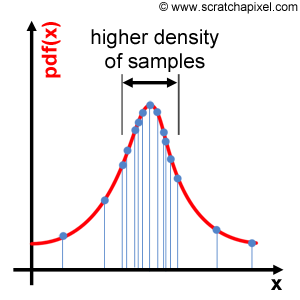 © www.scratchapixel.com
pdf(x)
higher density
of samples
x